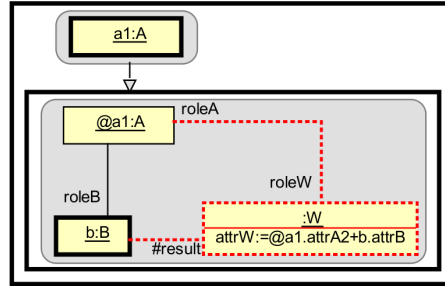 a1:A
roleA
@a1:A
roleW
roleB
:W
b:B
attrW:=@a1.attrA2+b.attrB
#result